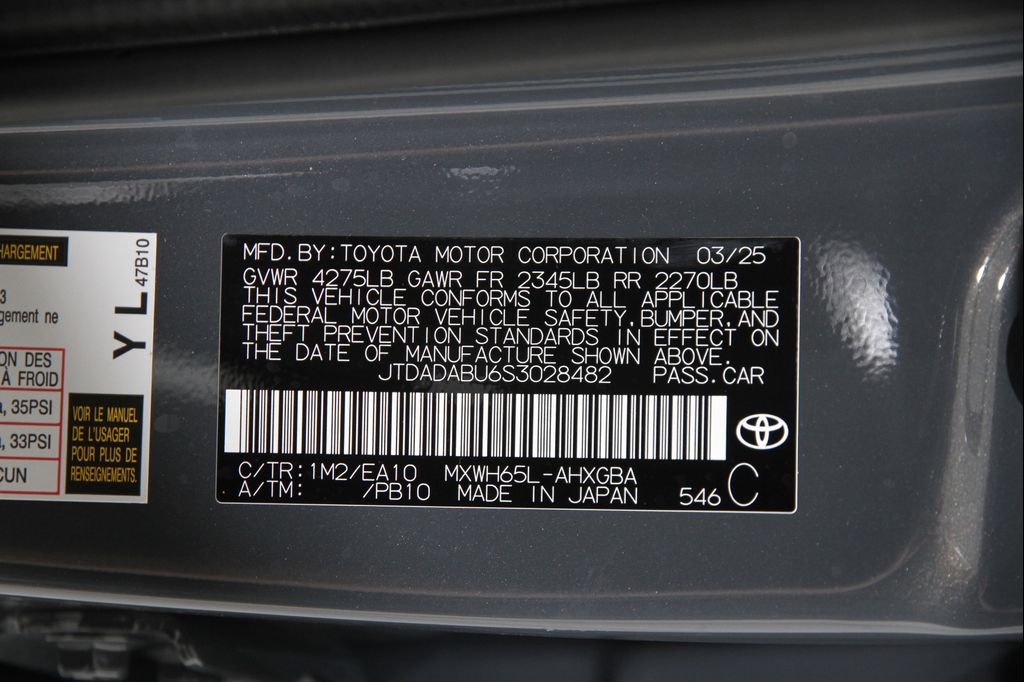 HARGEMENT
47B10
Y L
3
gement ne
ON DES
À FROID
a, 35PSI
a, 33PSI
CUN
VOIR LE MANUEL
DE L'USAGER
POUR PLUS DE
RENSEIGNEMENTS.
MFD.BY:TOYOTA MOTOR CORPORATION 03/25
GVWR 4275LB GAWR FR 2345LB RR 2270LB
THIS VEHICLE CONFORMS TO ALL APPLICABLE
FEDERAL MOTOR VEHICLE SAFETY,BUMPER,AND
THEFT PREVENTION STANDARDS IN EFFECT ON
THE DATE OF MANUFACTURE SHOWN ABOVE.
JTDADABU6S3028482 PASS.CAR
C/TR:1M2/EA10 MXWH65L-AHXGBA
A/TM: /PB10 MADE IN JAPAN 546 C